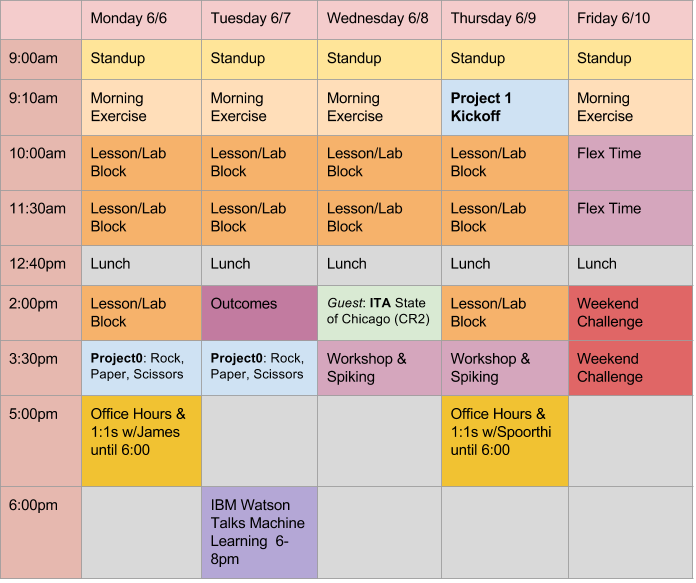 Monday 6/6 Tuesday 6/7 Wednesday 6/8 Thursday 6/9 Friday 6/10
9:00am Standup Standup Standup Standup Standup
9:10am Morning Exercise Morning Exercise Morning Exercise Project 1 Kickoff Morning Exercise
10:00am Lesson/Lab Block Lesson/Lab Block Lesson/Lab Block Lesson/Lab Block Flex Time
11:30am Lesson/Lab Block Lesson/Lab Block Lesson/Lab Block Lesson/Lab Block Flex Time
12:40pm Lunch Lunch Lunch Lunch Lunch
2:00pm Lesson/Lab Block Outcomes Guest: ITA State of Chicago (CR2) Lesson/Lab Block Weekend Challenge
3:30pm Project0: Rock, Paper, Scissors Project0: Rock, Paper, Scissors Workshop & Spiking Workshop & Spiking Weekend Challenge
5:00pm Office Hours & 1:1s w/James until 6:00 Office Hours & 1:1s w/Spoorthi until 6:00
6:00pm IBM Watson Talks Machine Learning 6-8pm